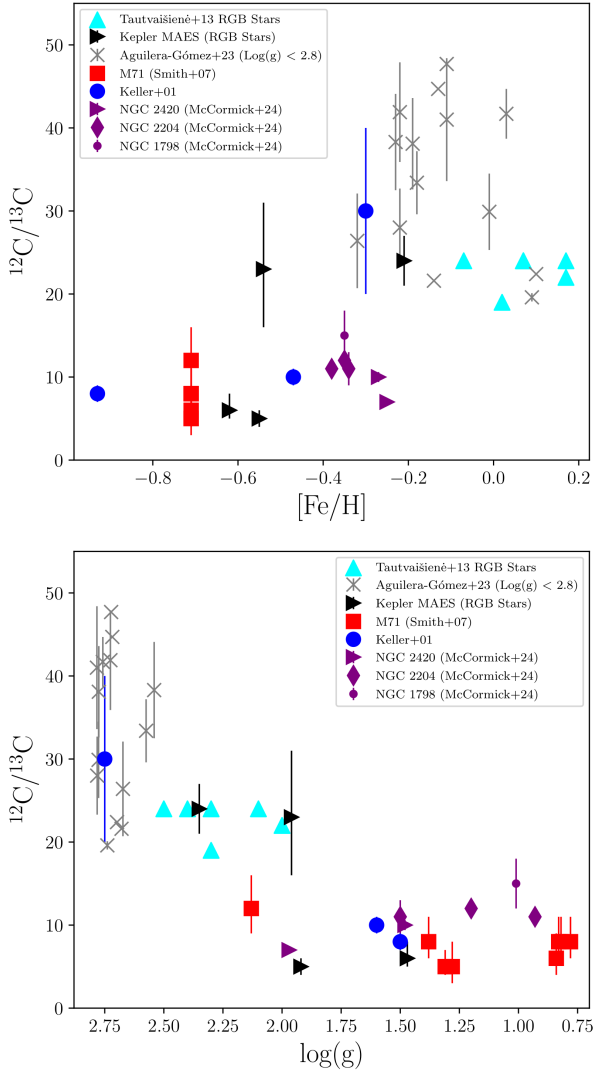 Tautvaišienė+13 RGB Stars
Kepler MAES (RGB Stars)
Aguilera-Gómez+23 (Log(g) < 2.8)
M71 (Smith+07)
Keller+01
NGC 2420 (McCormick+24)
NGC 2204 (McCormick+24)
NGC 1798 (McCormick+24)
50
40
30
20
10
0
¹²C/¹³C
−0.8 −0.6 −0.4 −0.2 0.0 0.2
[Fe/H]
Tautvaišienė+13 RGB Stars
Aguilera-Gómez+23 (Log(g) < 2.8)
Kepler MAES (RGB Stars)
M71 (Smith+07)
Keller+01
NGC 2420 (McCormick+24)
NGC 2204 (McCormick+24)
NGC 1798 (McCormick+24)
50
40
30
20
10
0
¹²C/¹³C
2.75 2.50 2.25 2.00 1.75 1.50 1.25 1.00 0.75
log(g)